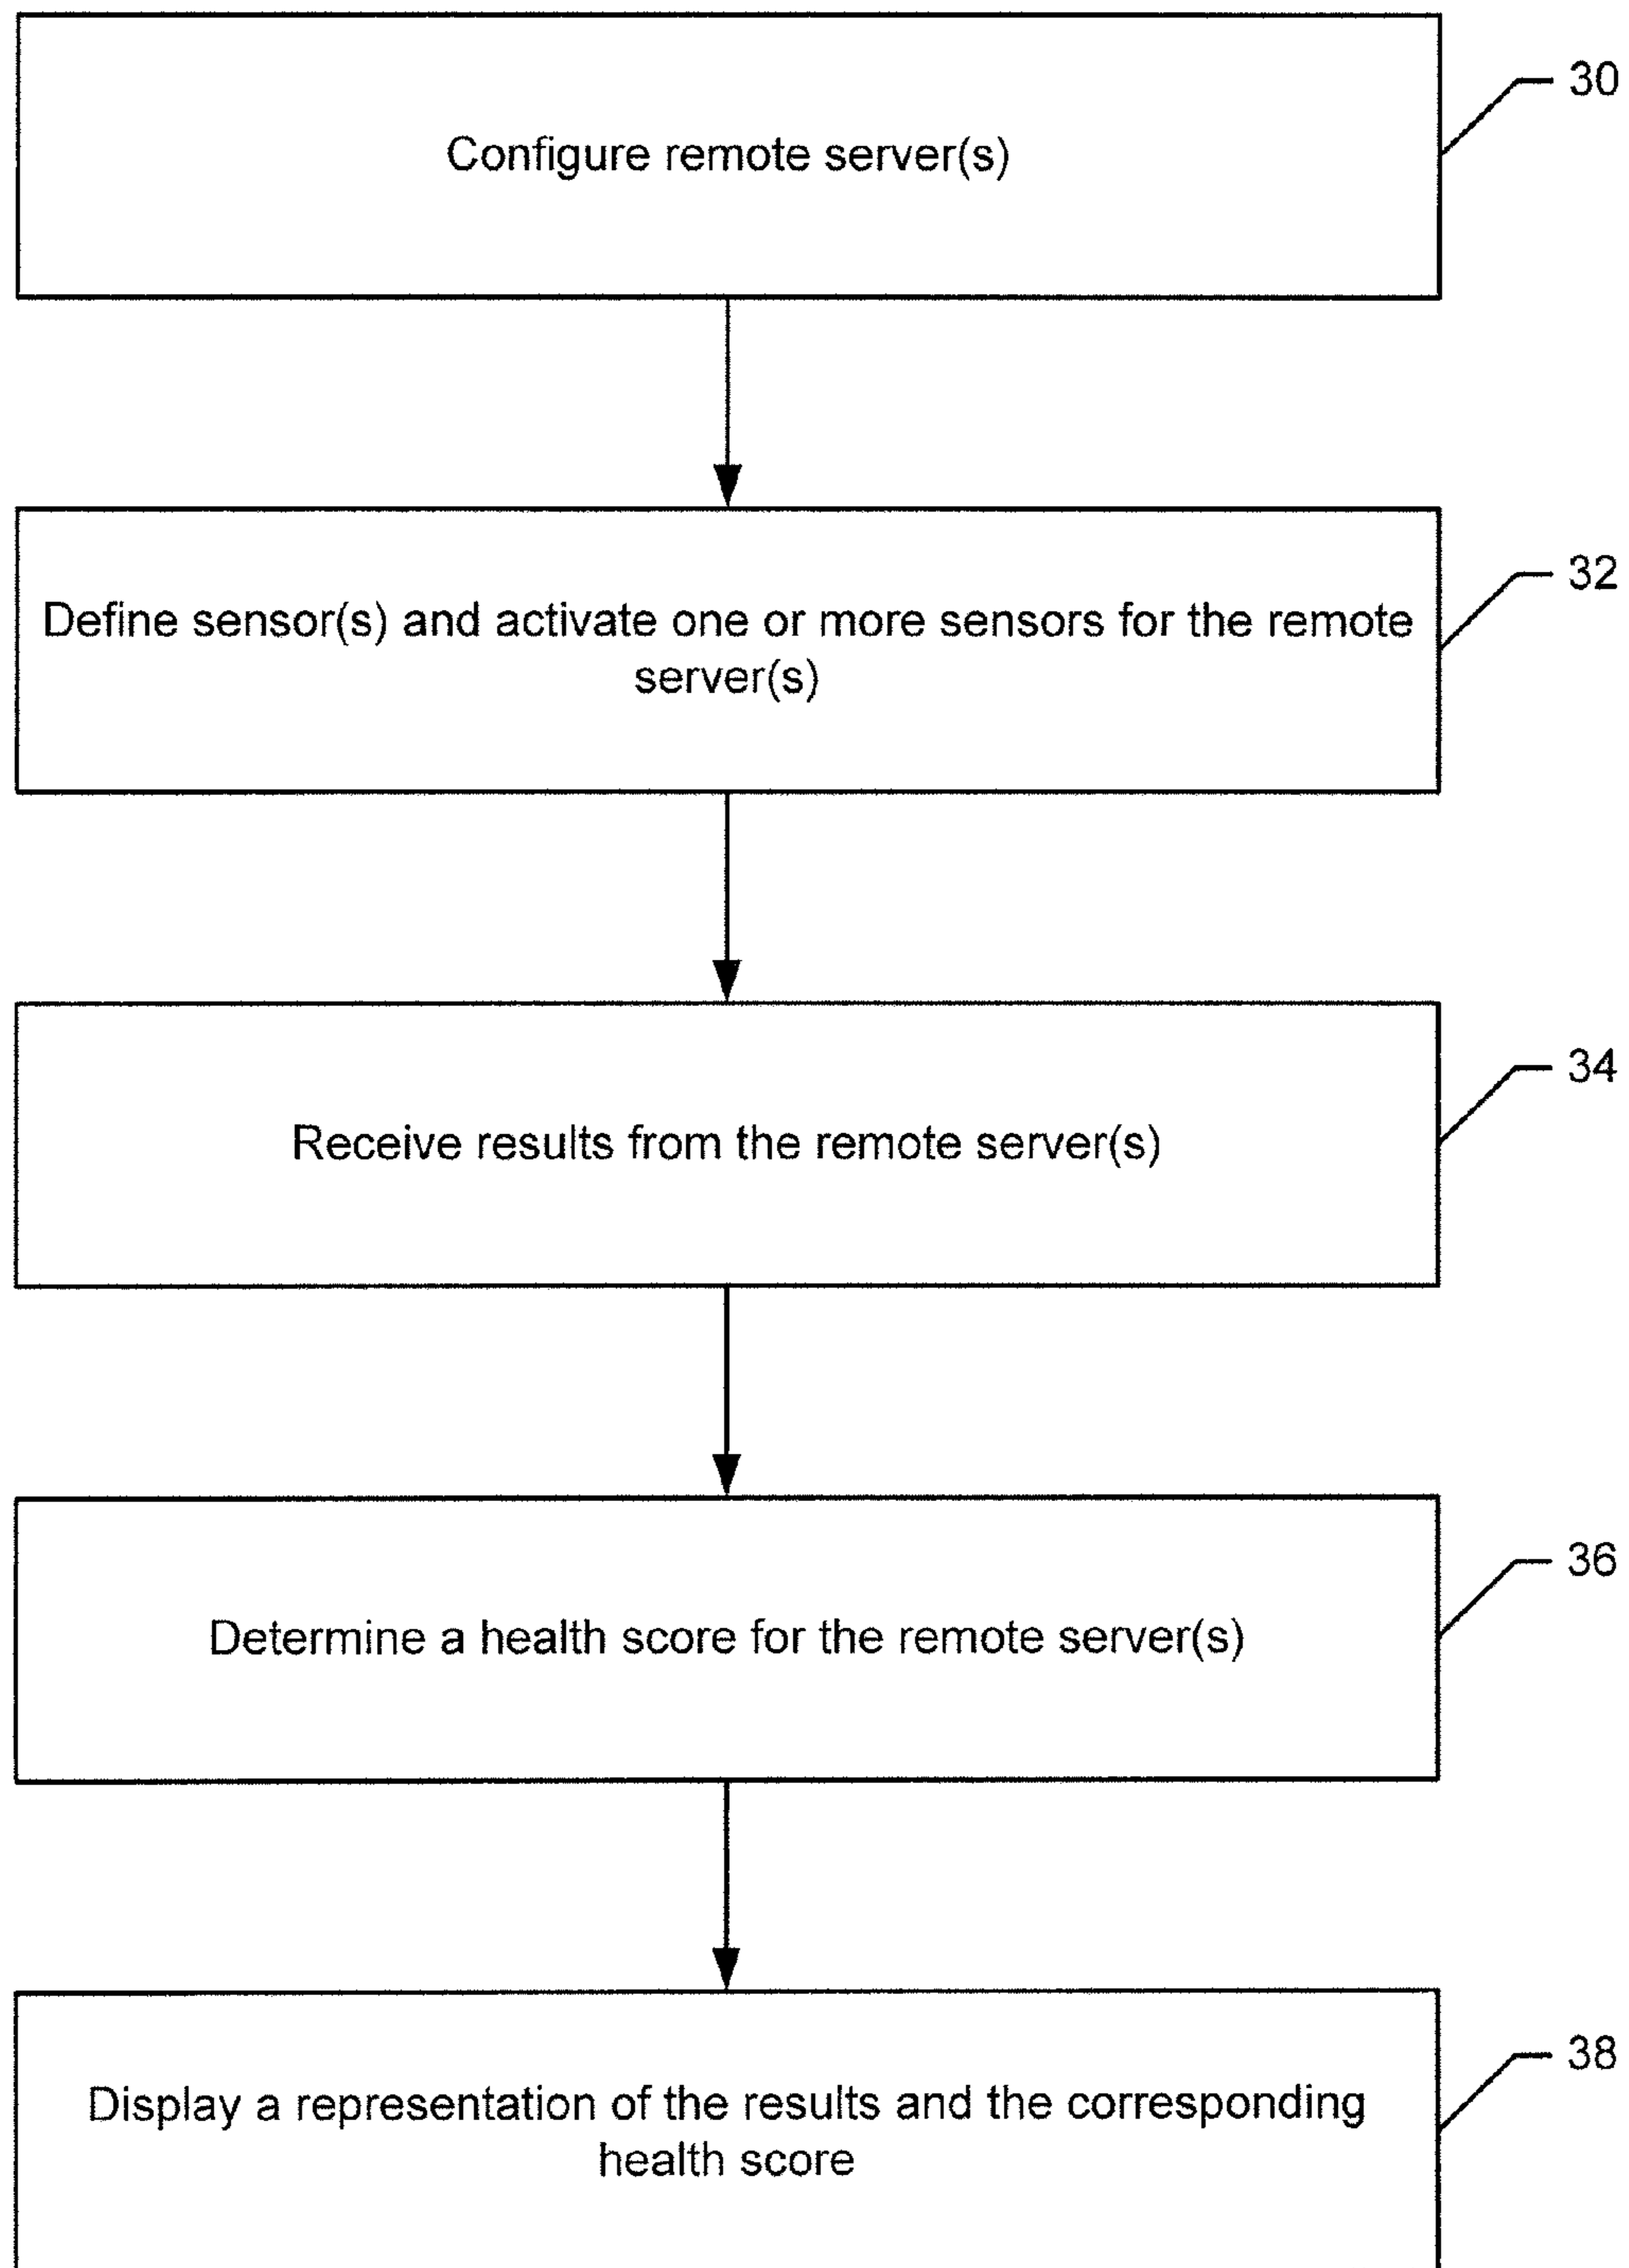 Configure remote server(s)
30
Define sensor(s) and activate one or more sensors for the remote
server(s)
32
Receive results from the remote server(s)
34
Determine a health score for the remote server(s)
36
Display a representation of the results and the corresponding
health score
38